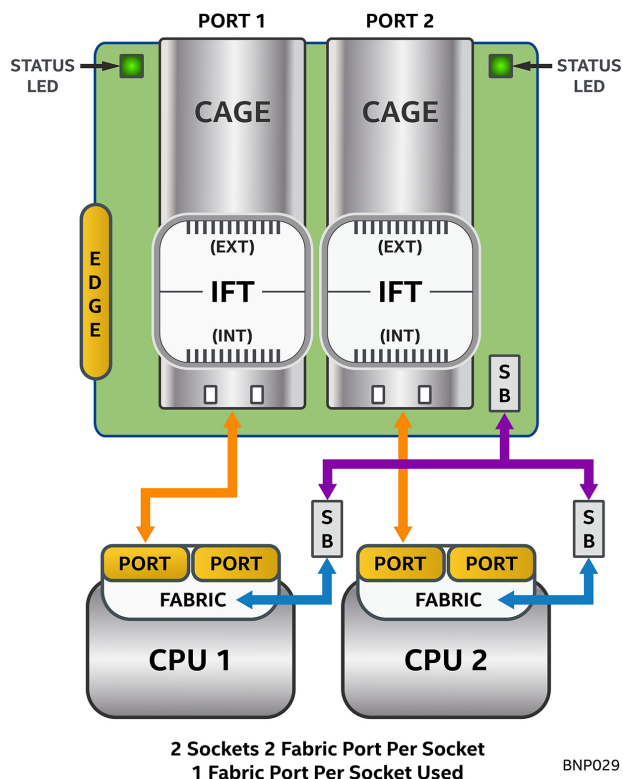 PORT 1
PORT 2
STATUS
LED
STATUS
LED
CAGE
CAGE
(EXT)
IFT
(INT)
(EXT)
IFT
(INT)
E
D
G
E
S
B
S
B
S
B
PORT
PORT
FABRIC
CPU 1
PORT
PORT
FABRIC
CPU 2
2 Sockets 2 Fabric Port Per Socket
1 Fabric Port Per Socket Used
BNP029